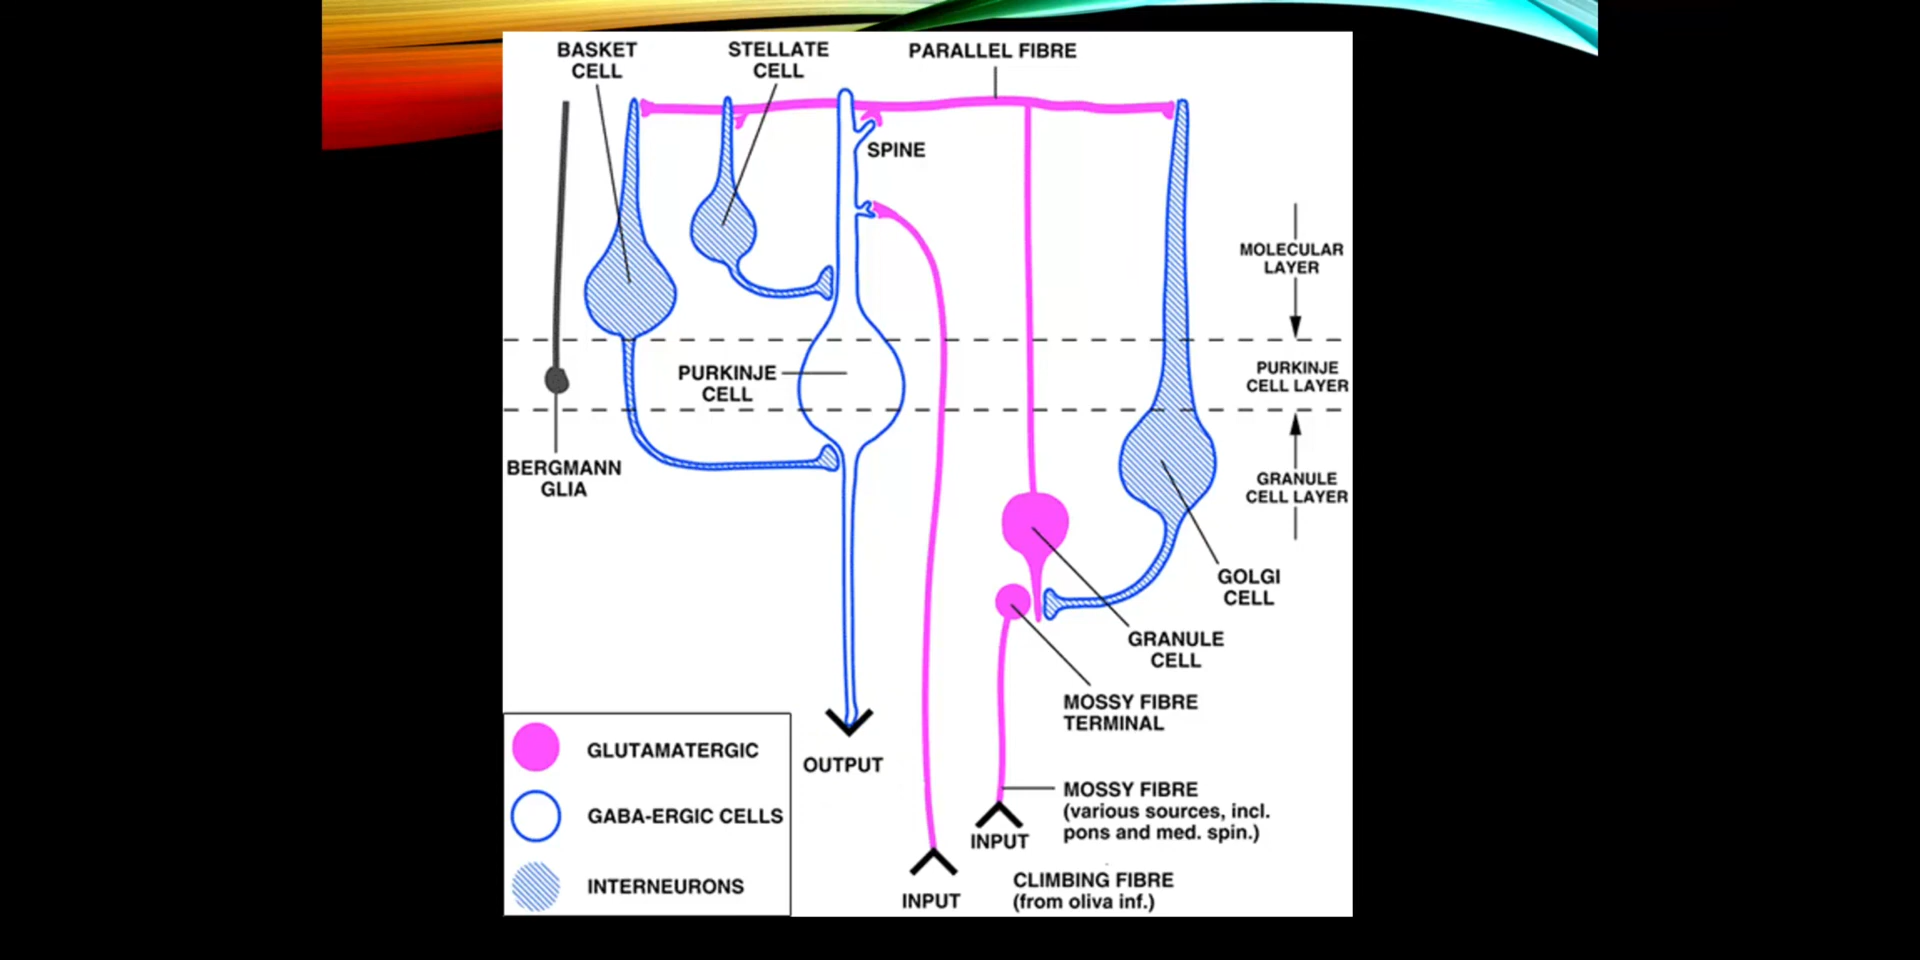 BASKET
CELL
STELLATE
CELL
PARALLEL FIBRE
SPINE
MOLECULAR
LAYER
PURKINJE
CELL
PURKINJE
CELL LAYER
BERGMANN
GLIA
GRANULE
CELL LAYER
GOLGI
CELL
GRANULE
CELL
MOSSY FIBRE
TERMINAL
GLUTAMATERGIC
GABA-ERGIC CELLS
INTERNEURONS
OUTPUT
MOSSY FIBRE
(various sources, incl.
pons and med. spin.)
INPUT
CLIMBING FIBRE
(from oliva inf.)
INPUT